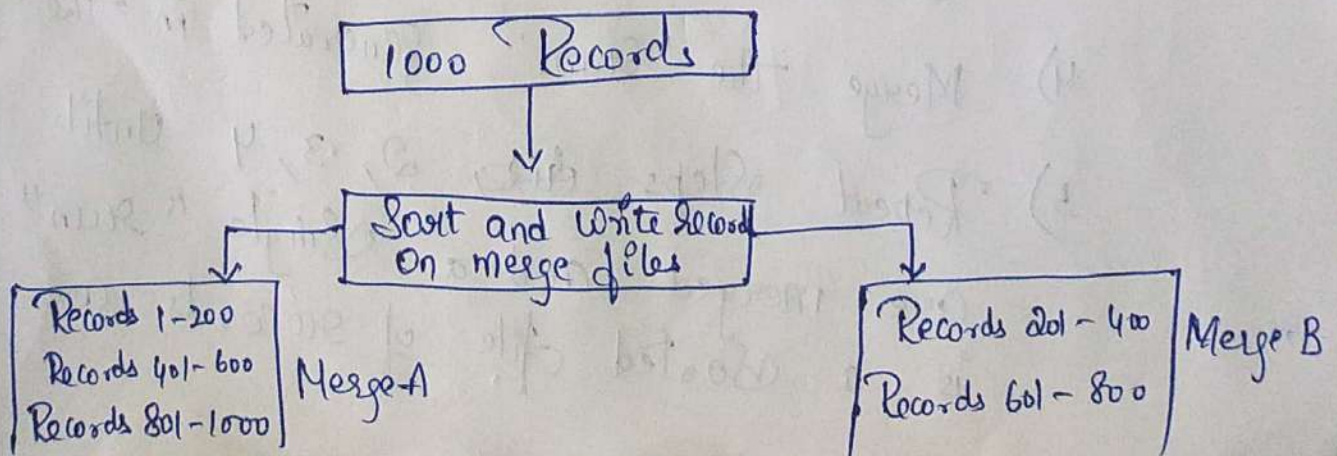 1000 Records
Sort and Write Record
On merge files
Records 1-200
Records 401-600
Records 801-1000
Merge-A
Records 201-400
Records 601-800
Merge B